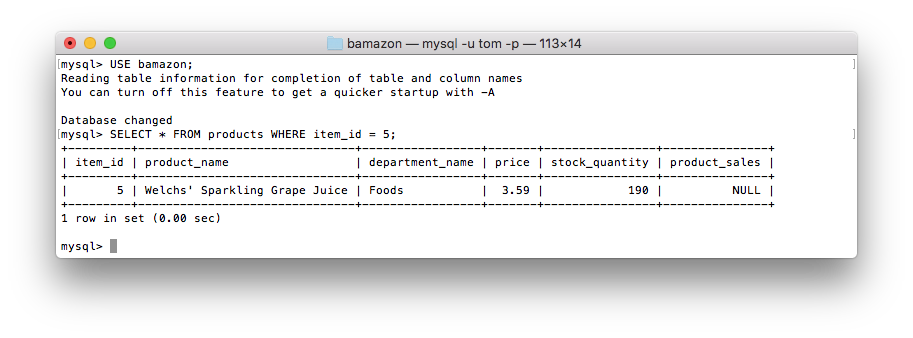 bamazon — mysql -u tom -p — 113×14
[mysql> USE bamazon; ]
Reading table information for completion of table and column names
You can turn off this feature to get a quicker startup with -A
Database changed
[mysql> SELECT * FROM products WHERE item_id = 5; ]
+---------+--------------------------------+-----------------+-------+----------------+---------------+
| item_id | product_name                   | department_name | price | stock_quantity | product_sales |
+---------+--------------------------------+-----------------+-------+----------------+---------------+
|       5 | Welchs' Sparkling Grape Juice | Foods           |  3.59 |            190 |          NULL |
+---------+--------------------------------+-----------------+-------+----------------+---------------+
1 row in set (0.00 sec)
mysql>